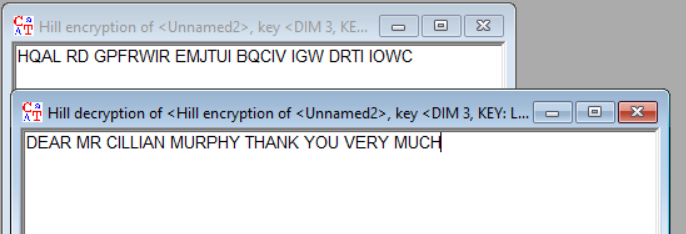 Hill encryption of <Unnamed2>, key <DIM 3, KE...
HQAL RD GPFRWIR EMJTUI BQCIV IGW DRTI IOWC
Hill decryption of <Hill encryption of <Unnamed2>, key <DIM 3, KEY: L...
DEAR MR CILLIAN MURPHY THANK YOU VERY MUCH